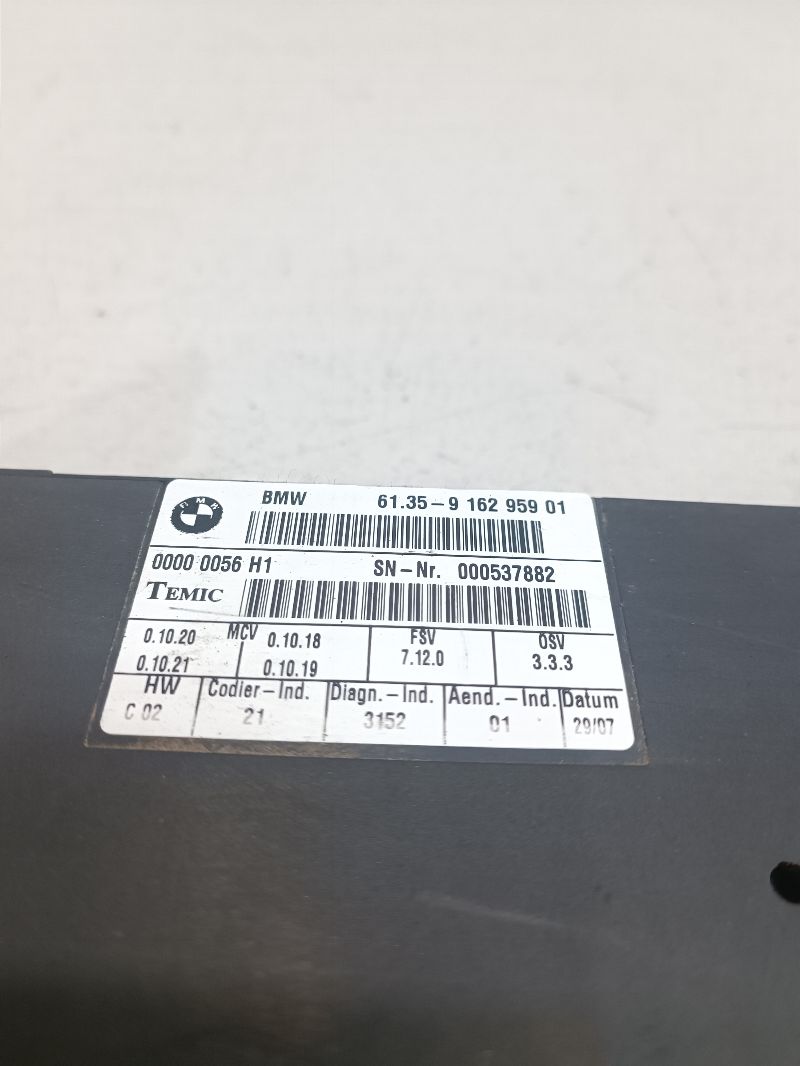 BMW
BMW 61.35-9 162 959 01
0000 0056 H1 SN-Nr. 000537882
TEMIC
0.10.20 MCV 0.10.18 FSV OSV
0.10.21 0.10.19 7.12.0 3.3.3
HW Codier-Ind. Diagn.-Ind. Aend.-Ind. Datum
C 02 21 3152 01 29/07